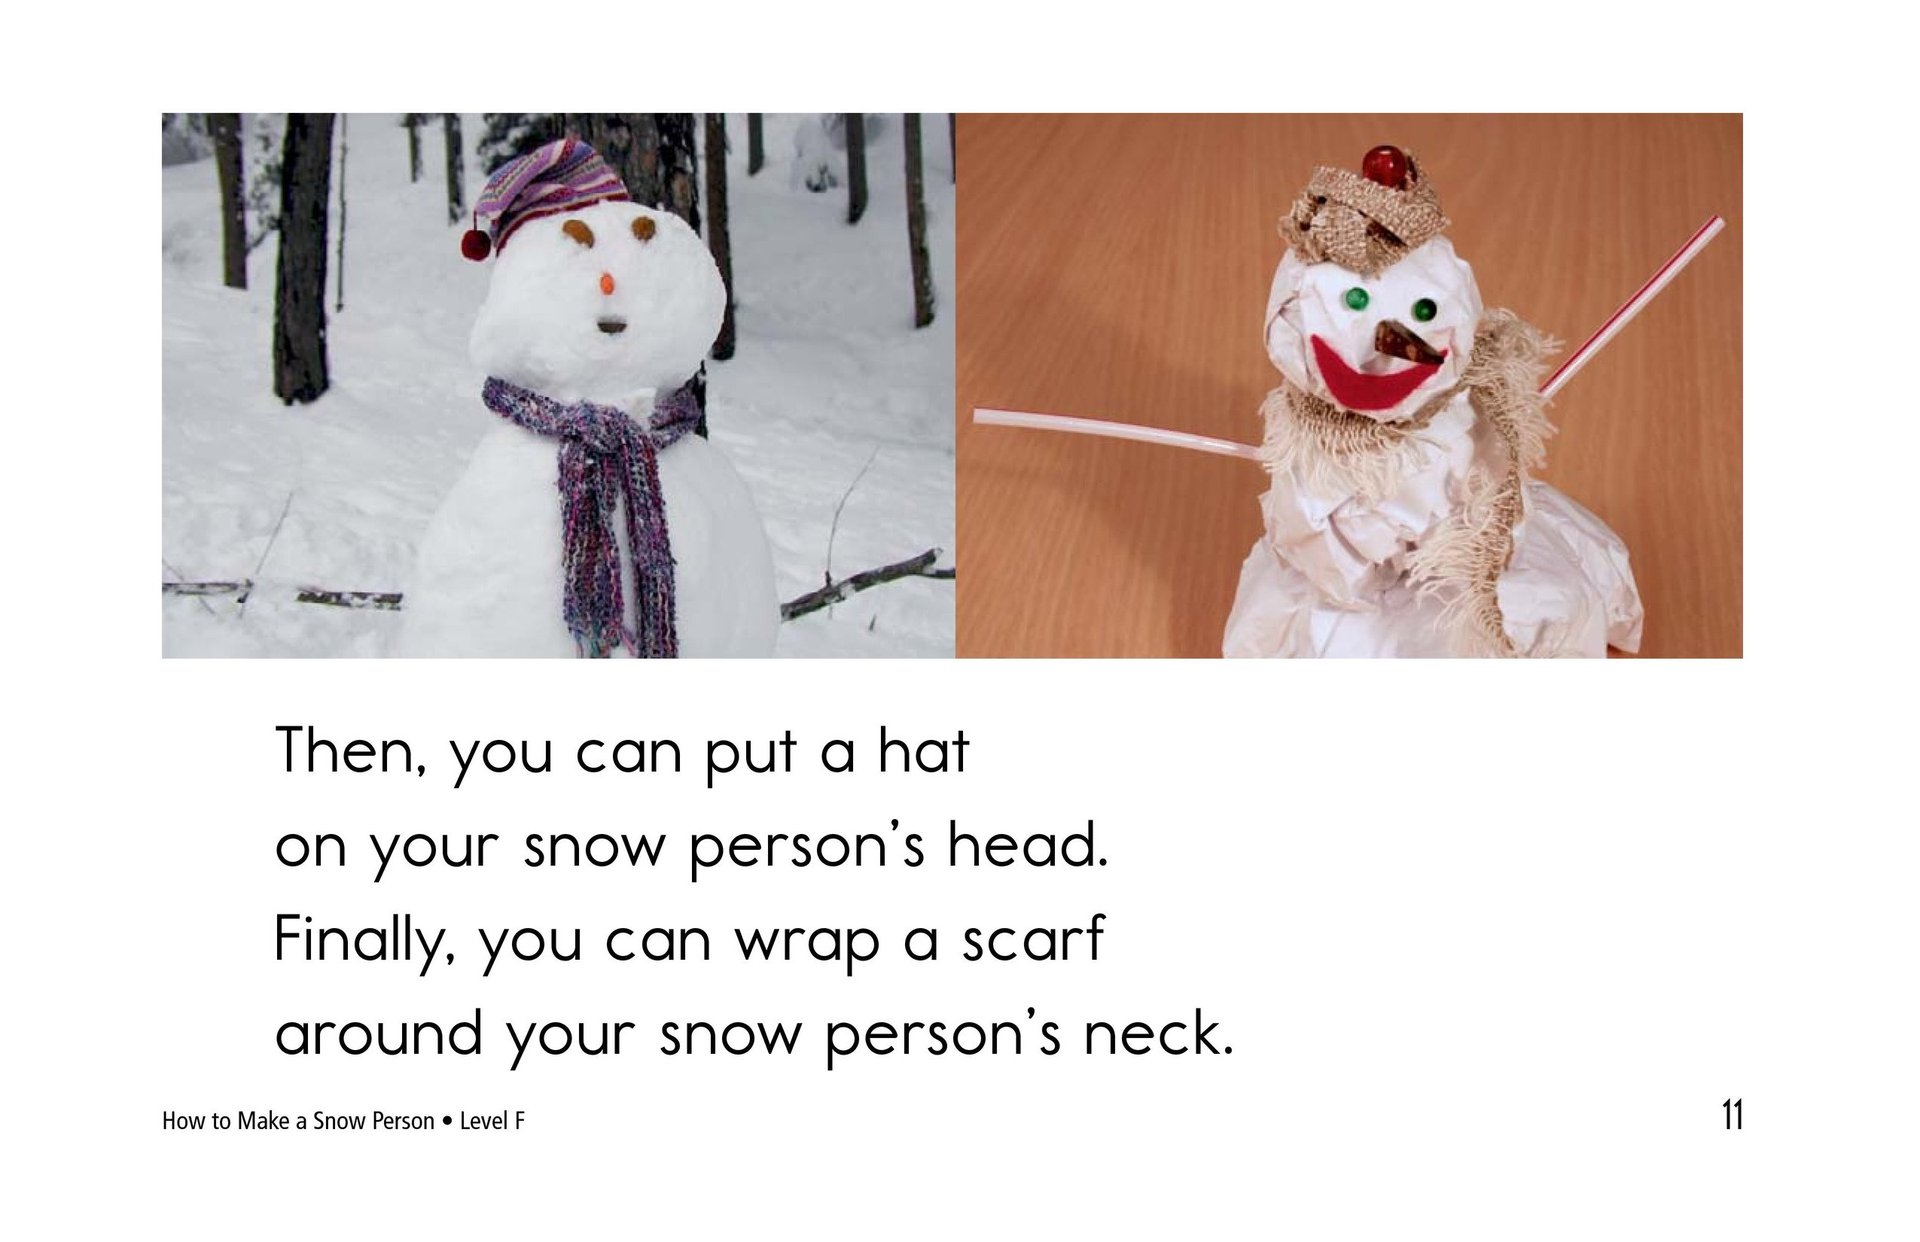 Then, you can put a hat
on your snow person’s head.
Finally, you can wrap a scarf
around your snow person’s neck.
How to Make a Snow Person • Level F
11